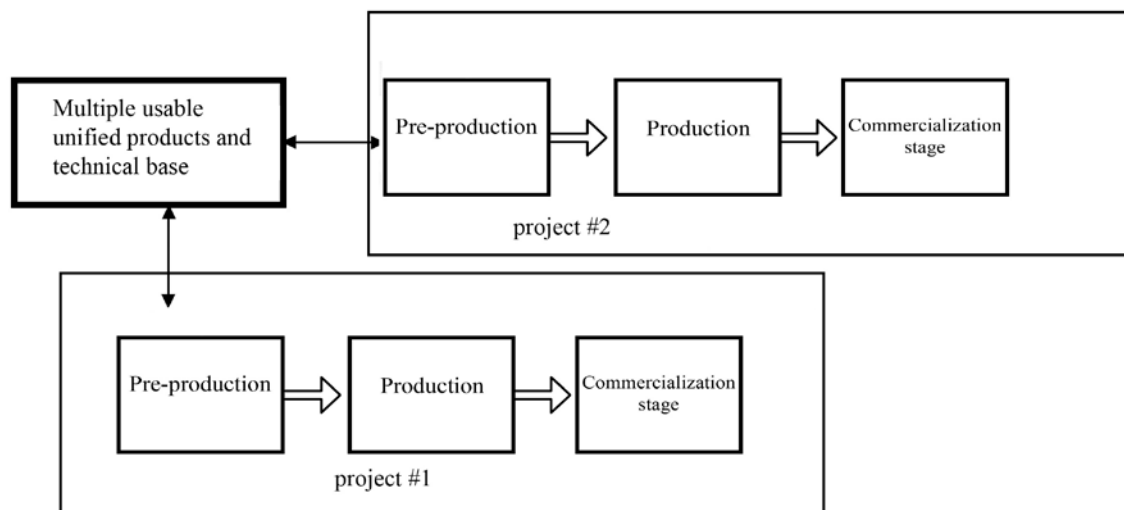 Multiple usable
unified products and
technical base
Pre-production
Production
Commercialization
stage
project #2
Pre-production
Production
Commercialization
stage
project #1